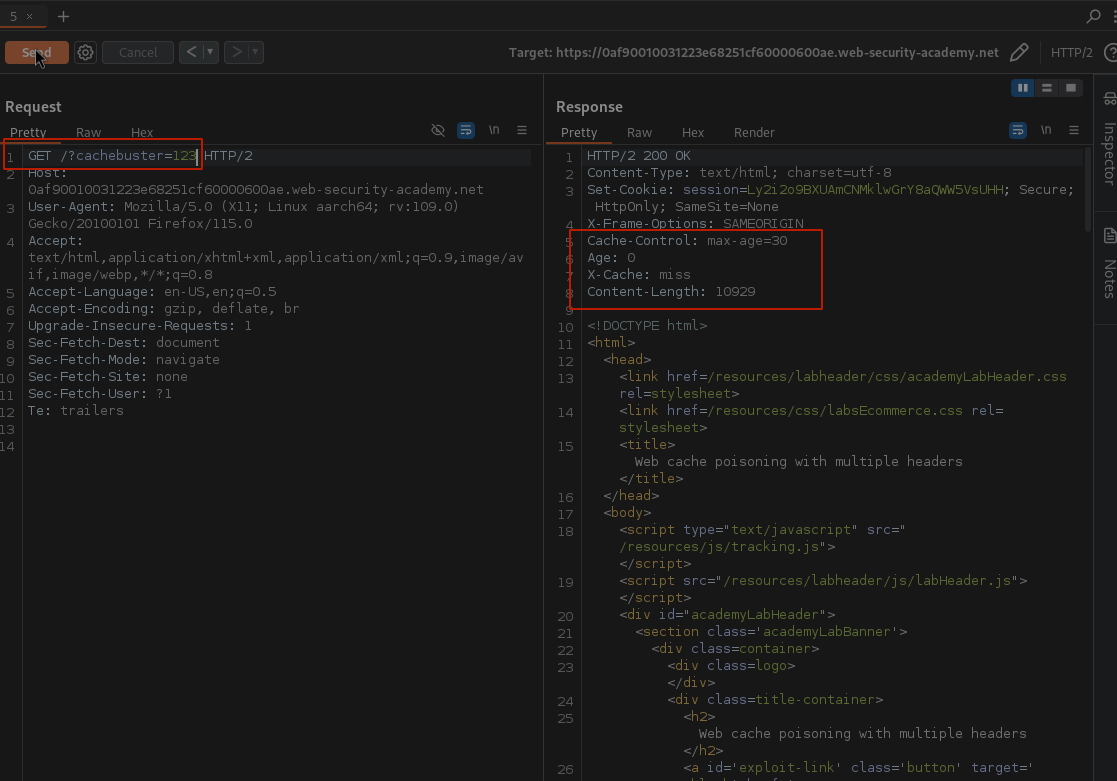 5 × +
Send Cancel < ▾ > ▾ Target: https://0af90010031223e68251cf60000600ae.web-security-academy.net HTTP/2 ?
Request
Pretty Raw Hex \n
1 GET /?cachebuster=123 HTTP/2
2 Host:
0af90010031223e68251cf60000600ae.web-security-academy.net
3 User-Agent: Mozilla/5.0 (X11; Linux aarch64; rv:109.0)
Gecko/20100101 Firefox/115.0
4 Accept:
text/html,application/xhtml+xml,application/xml;q=0.9,image/av
if,image/webp,*/*;q=0.8
5 Accept-Language: en-US,en;q=0.5
6 Accept-Encoding: gzip, deflate, br
7 Upgrade-Insecure-Requests: 1
8 Sec-Fetch-Dest: document
9 Sec-Fetch-Mode: navigate
10 Sec-Fetch-Site: none
11 Sec-Fetch-User: ?1
12 Te: trailers
13
14
Response
Pretty Raw Hex Render \n
1 HTTP/2 200 OK
2 Content-Type: text/html; charset=utf-8
3 Set-Cookie: session=Ly2i2o9BXUAmCNMklwGrY8aQWW5VsUHH; Secure;
HttpOnly; SameSite=None
4 X-Frame-Options: SAMEORIGIN
5 Cache-Control: max-age=30
6 Age: 0
7 X-Cache: miss
8 Content-Length: 10929
9
10 <!DOCTYPE html>
11 <html>
12 <head>
13 <link href=/resources/labheader/css/academyLabHeader.css
rel=stylesheet>
14 <link href=/resources/css/labsEcommerce.css rel=
stylesheet>
15 <title>
Web cache poisoning with multiple headers
</title>
16 </head>
17 <body>
18 <script type="text/javascript" src="
/resources/js/tracking.js">
</script>
19 <script src="/resources/labheader/js/labHeader.js">
</script>
20 <div id="academyLabHeader">
21 <section class='academyLabBanner'>
22 <div class=container>
23 <div class=logo>
</div>
24 <div class=title-container>
25 <h2>
Web cache poisoning with multiple headers
</h2>
26 <a id='exploit-link' class='button' target='
Inspector
Notes